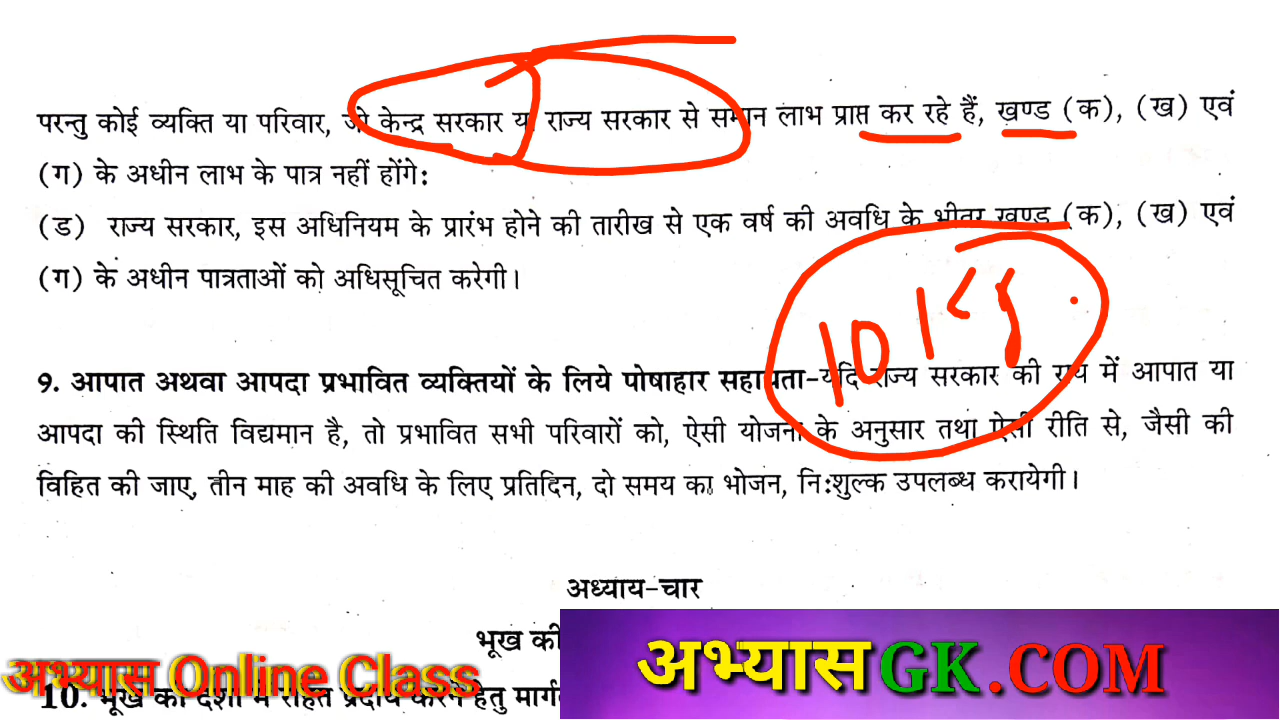 परन्तु कोई व्यक्ति या परिवार, जो केन्द्र सरकार या राज्य सरकार से समान लाभ प्राप्त कर रहे हैं, खण्ड (क), (ख) एवं
(ग) के अधीन लाभ के पात्र नहीं होंगे:
(ड) राज्य सरकार, इस अधिनियम के प्रारंभ होने की तारीख से एक वर्ष की अवधि के भीतर खण्ड (क), (ख) एवं
(ग) के अधीन पात्रताओं को अधिसूचित करेगी।
10 kg
9. आपात अथवा आपदा प्रभावित व्यक्तियों के लिये पोषाहार सहायता-यदि राज्य सरकार की राय में आपात या
आपदा की स्थिति विद्यमान है, तो प्रभावित सभी परिवारों को, ऐसी योजना के अनुसार तथा ऐसी रीति से, जैसी की
विहित की जाए, तीन माह की अवधि के लिए प्रतिदिन, दो समय का भोजन, नि:शुल्क उपलब्ध करायेगी।
अध्याय-चार
भूख की
10. भूख की दशा में राहत प्रदाय करने हेतु
अभ्यास Online Class
अभ्यासGK.COM